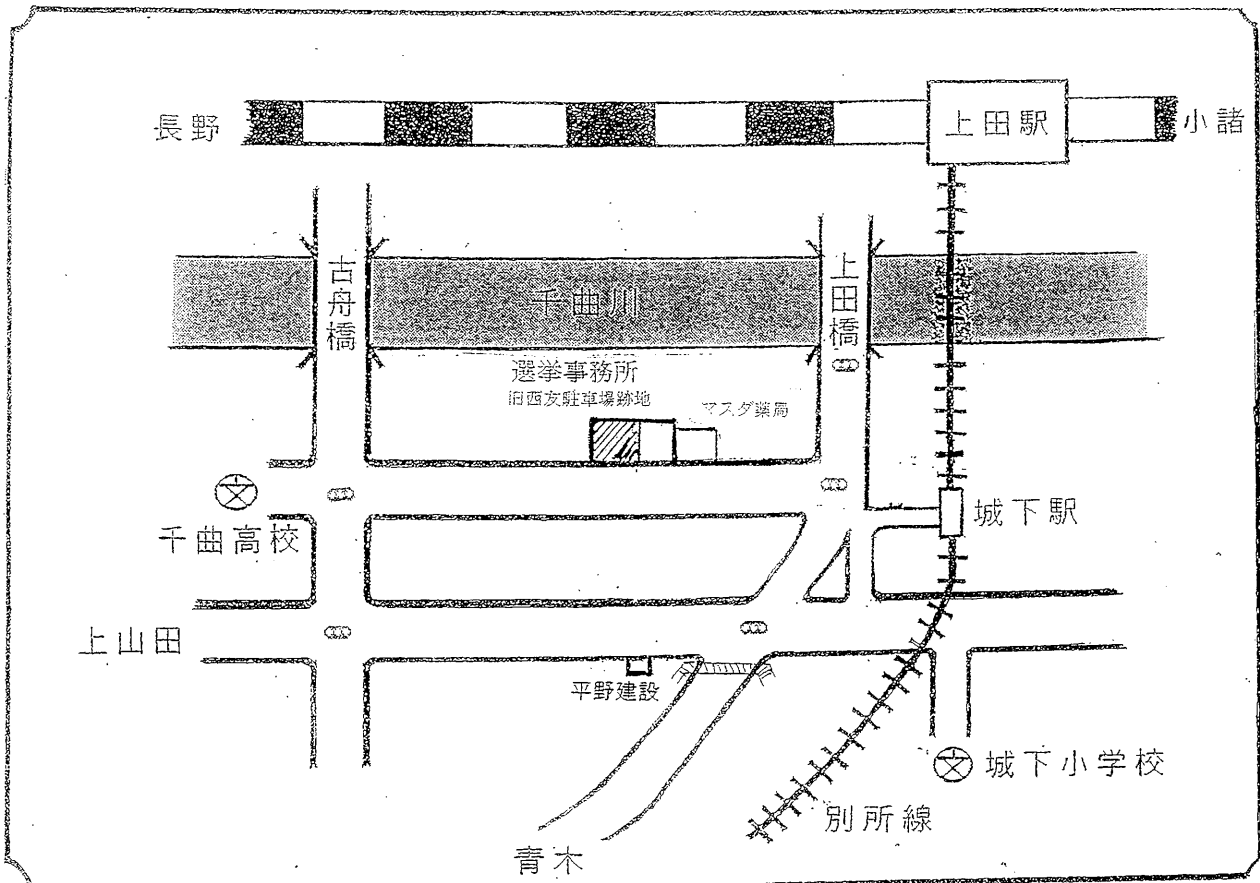 長野
上田駅
小諸
古舟橋
千曲川
上田橋
選挙事務所
旧西友駐車場跡地
マスダ薬局
千曲高校
城下駅
上山田
平野建設
城下小学校
別所線
青木